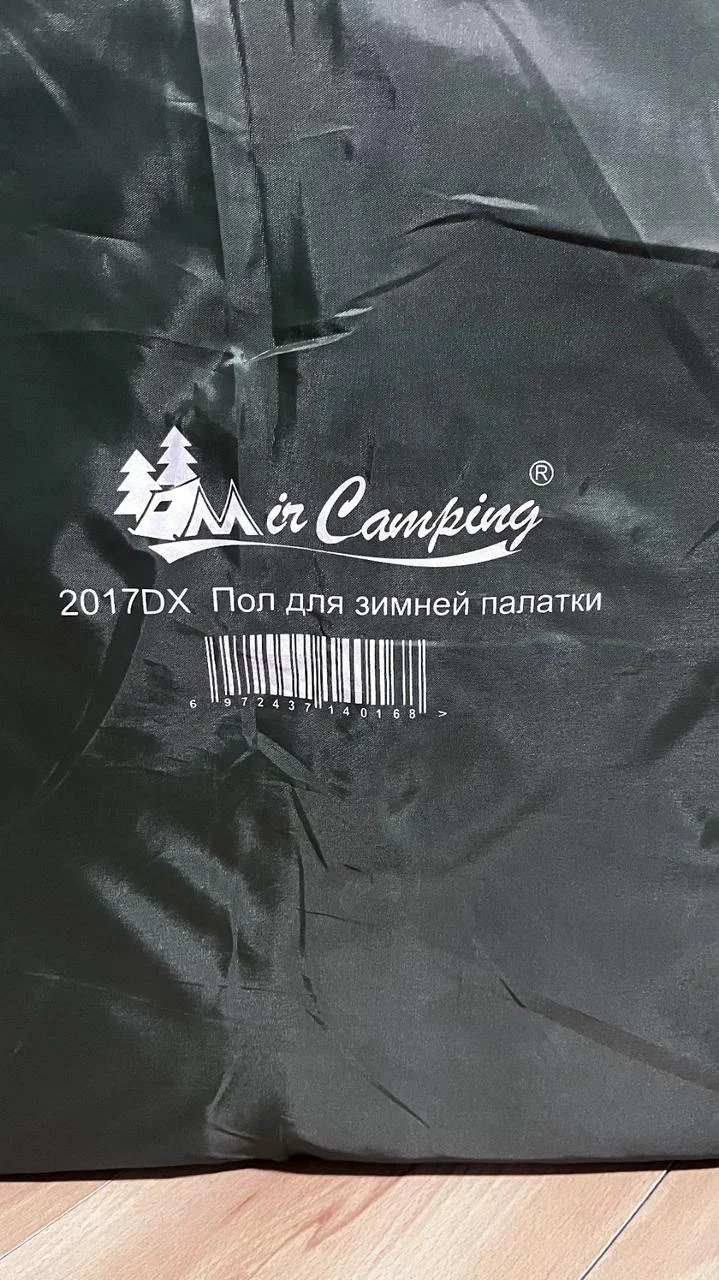 Mir Camping ®
2017DX Пол для зимней палатки
6 972437 140168 >